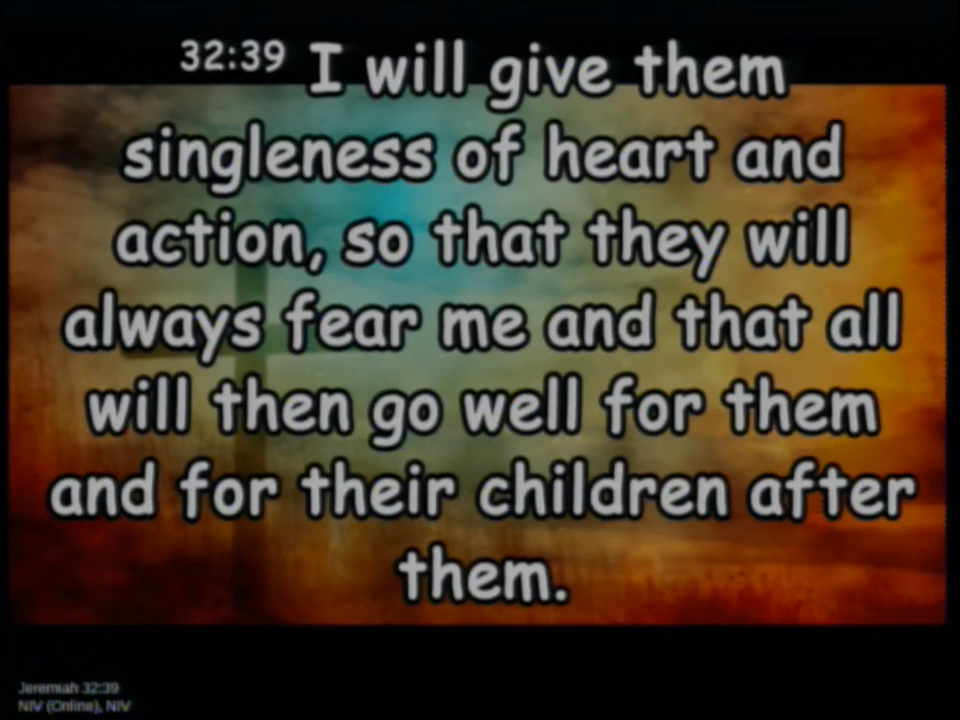 32:39 I will give them
singleness of heart and
action, so that they will
always fear me and that all
will then go well for them
and for their children after
them.
Jeremiah 32:39
NIV (Online), NIV